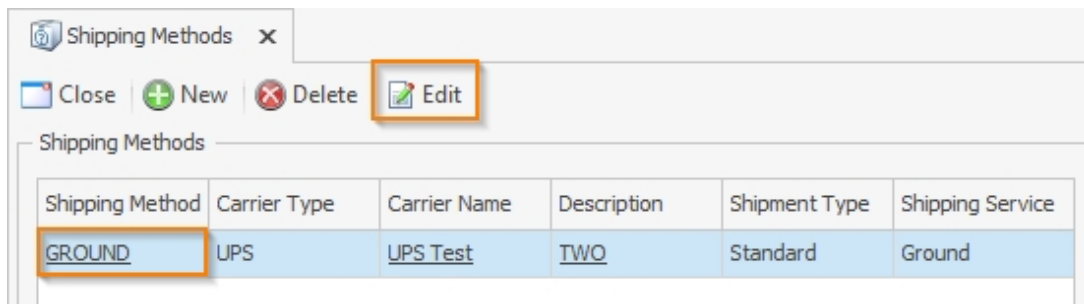 Shipping Methods x
Close New Delete Edit
Shipping Methods
Shipping Method Carrier Type Carrier Name Description Shipment Type Shipping Service
GROUND UPS UPS Test TWO Standard Ground